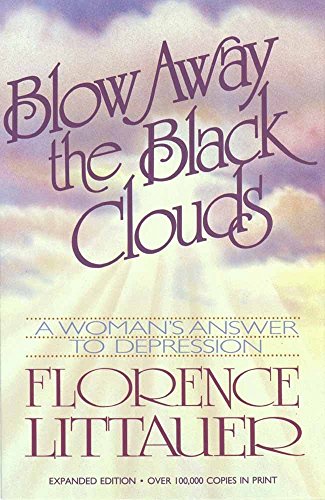 Blow Away
the Black
Clouds
A WOMAN'S ANSWER
TO DEPRESSION
FLORENCE
LITTAUER
EXPANDED EDITION • OVER 100,000 COPIES IN PRINT